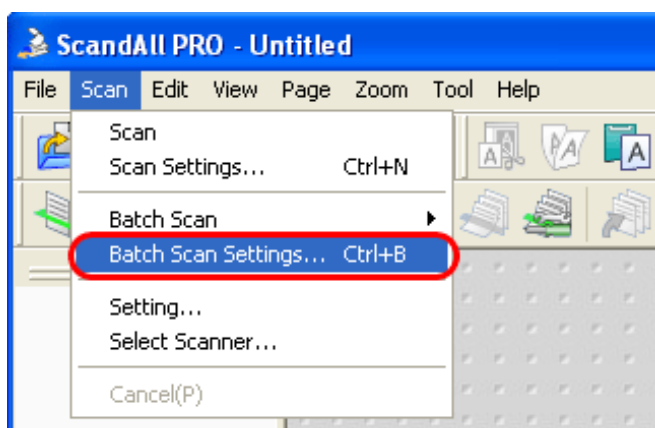 ScandAll PRO - Untitled
File Scan Edit View Page Zoom Tool Help
Scan
Scan Settings... Ctrl+N
Batch Scan
Batch Scan Settings... Ctrl+B
Setting...
Select Scanner...
Cancel(P)
A PA A